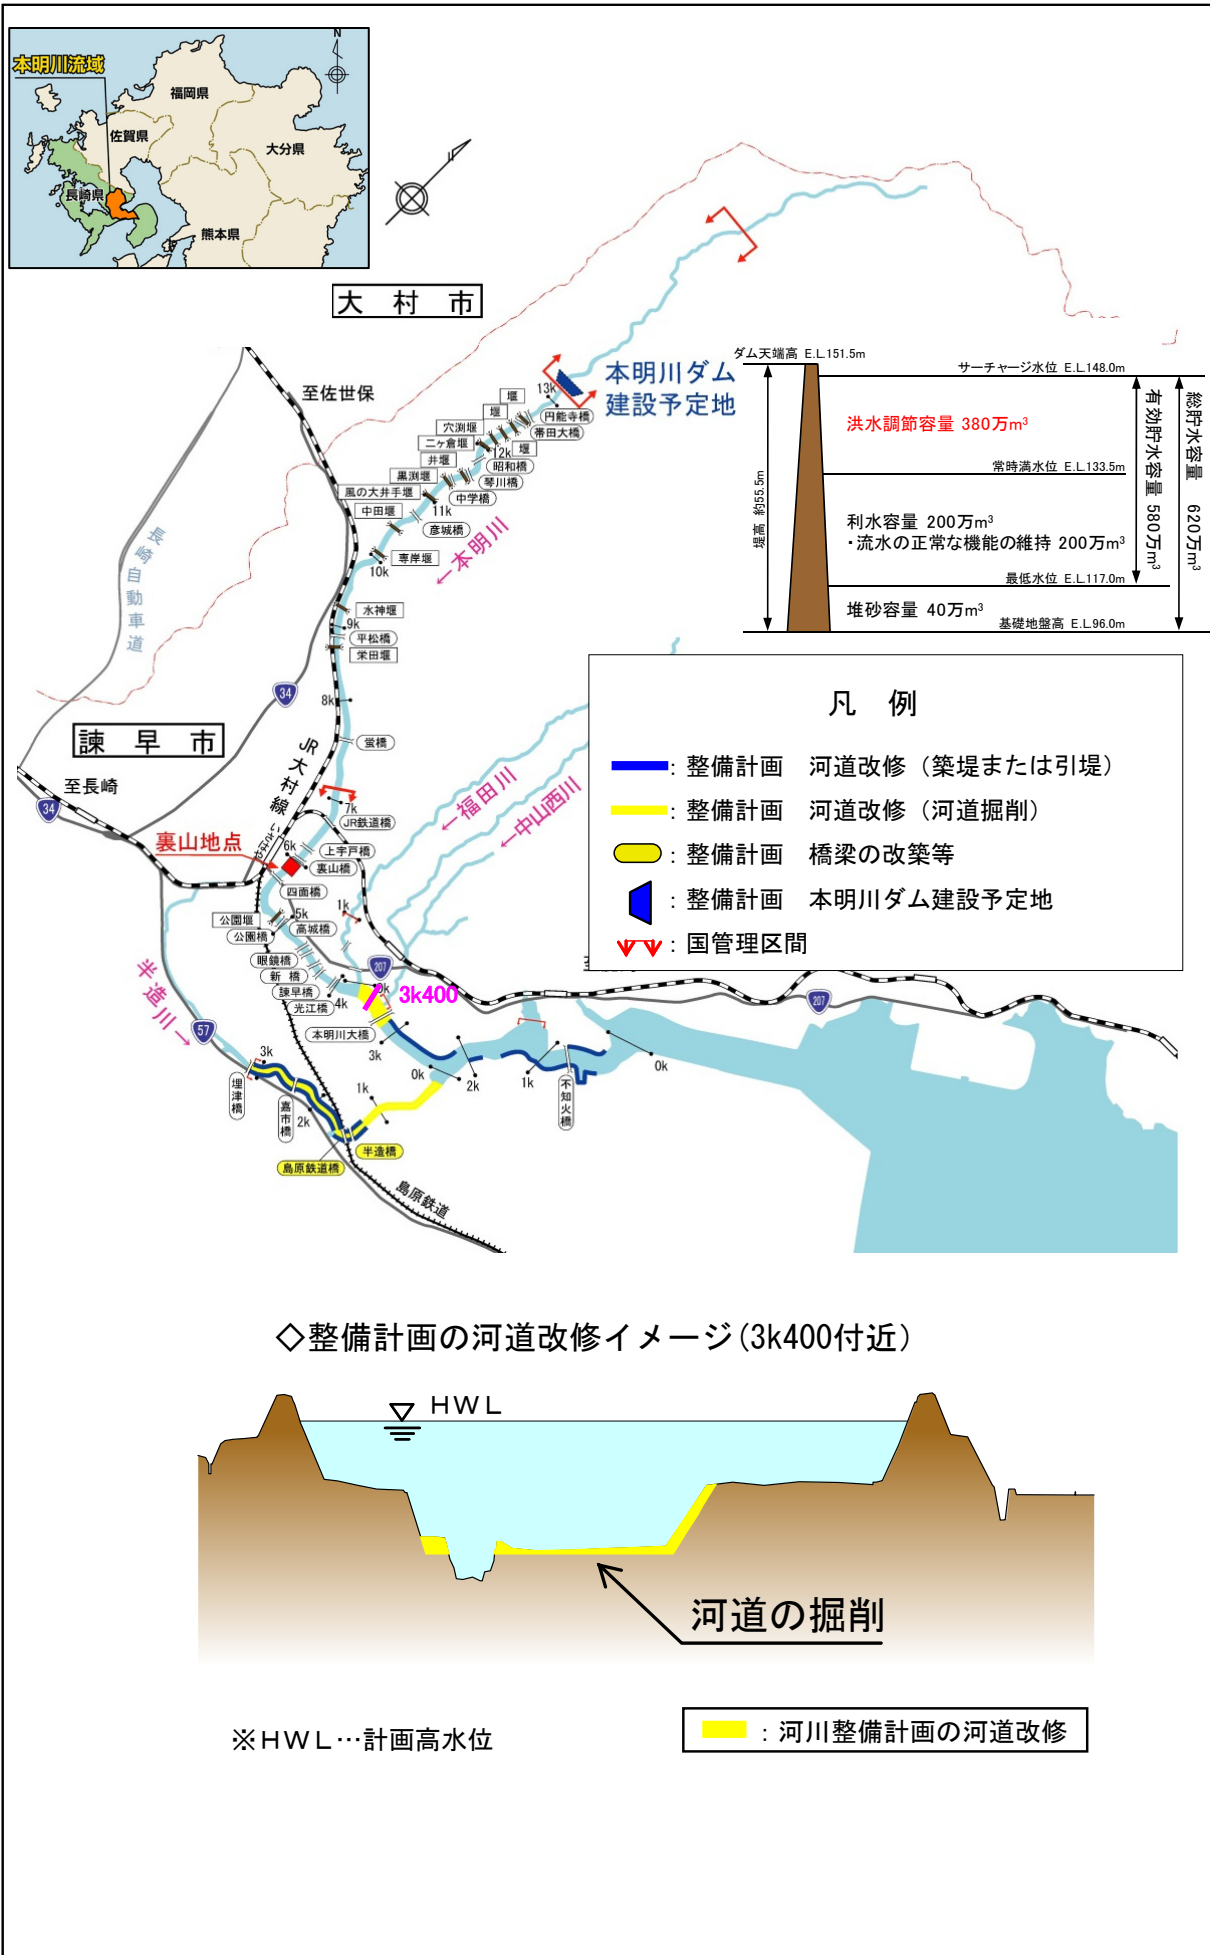 本明川流域
福岡県
佐賀県
大分県
長崎県
熊本県
N
大村市
至佐世保
本明川ダム
建設予定地
13k
円能寺橋
帯田大橋
堰
堰
堰
穴渕堰
二ヶ倉堰
12k
昭和橋
井堰
琴川橋
黒渕堰
中学橋
風の大井手堰
11k
中田堰
彦城橋
←本明川
専岸堰
10k
水神堰
9k
平松橋
栄田堰
34
8k
蛍橋
長崎自動車道
諫早市
JR大村線
至長崎
34
7k
JR鉄道橋
←福田川
←中山西川
裏山地点
いさはや
6k
上宇戸橋
裏山橋
四面橋
1k
公園堰
5k
公園橋
高城橋
眼鏡橋
新橋
諫早橋
4k
光江橋
207
0k
3k400
本明川大橋
半造川→
57
3k
埋津橋
嘉市橋
2k
3k
0k
1k
2k
1k
不知火橋
0k
207
半造橋
島原鉄道橋
島原鉄道
ダム天端高 E.L.151.5m
サーチャージ水位 E.L.148.0m
洪水調節容量 380万m³
常時満水位 E.L.133.5m
利水容量 200万m³
・流水の正常な機能の維持 200万m³
最低水位 E.L.117.0m
堆砂容量 40万m³
基礎地盤高 E.L.96.0m
堤高 約55.5m
有効貯水容量 580万m³
総貯水容量 620万m³
凡例
：整備計画 河道改修（築堤または引堤）
：整備計画 河道改修（河道掘削）
：整備計画 橋梁の改築等
：整備計画 本明川ダム建設予定地
：国管理区間
◇整備計画の河道改修イメージ（3k400付近）
HWL
河道の掘削
※HWL…計画高水位
：河川整備計画の河道改修